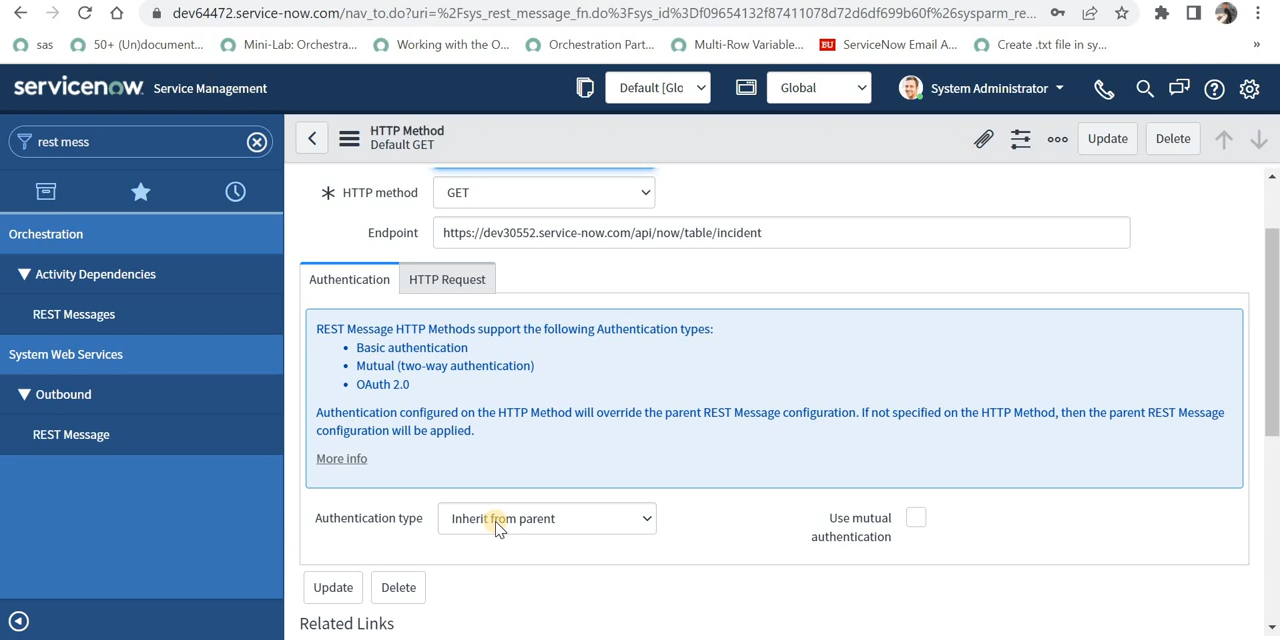 dev64472.service-now.com/nav_to.do?uri=%2Fsys_rest_message_fn.do%3Fsys_id%3Df09654132f87411078d72d6df699b60f%26sysparm_re...
sas
50+ (Un)document...
Mini-Lab: Orchestra...
Working with the O...
Orchestration Part...
Multi-Row Variable...
BU ServiceNow Email A...
Create .txt file in sy...
»
servicenow Service Management
Default [Glo
Global
System Administrator
rest mess
HTTP Method
Default GET
Update
Delete
Orchestration
Activity Dependencies
REST Messages
System Web Services
Outbound
REST Message
HTTP method
GET
Endpoint
https://dev30552.service-now.com/api/now/table/incident
Authentication
HTTP Request
REST Message HTTP Methods support the following Authentication types:
• Basic authentication
• Mutual (two-way authentication)
• OAuth 2.0
Authentication configured on the HTTP Method will override the parent REST Message configuration. If not specified on the HTTP Method, then the parent REST Message
configuration will be applied.
More info
Authentication type
Inherit from parent
Use mutual
authentication
Update
Delete
Related Links